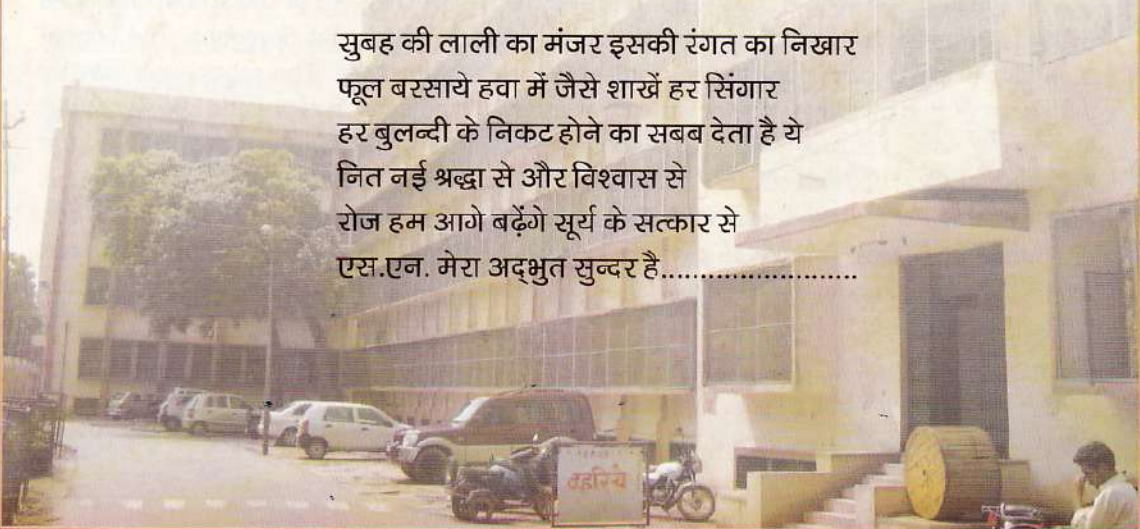 सुबह की लाली का मंजर इसकी रंगत का निखार
फूल बरसाये हवा में जैसे शाखें हर सिंगार
हर बुलन्दी के निकट होने का सबब देता है ये
नित नई श्रद्धा से और विश्वास से
रोज हम आगे बढ़ेंगे सूर्य के सत्कार से
एस.एन. मेरा अद्भुत सुन्दर है.........................